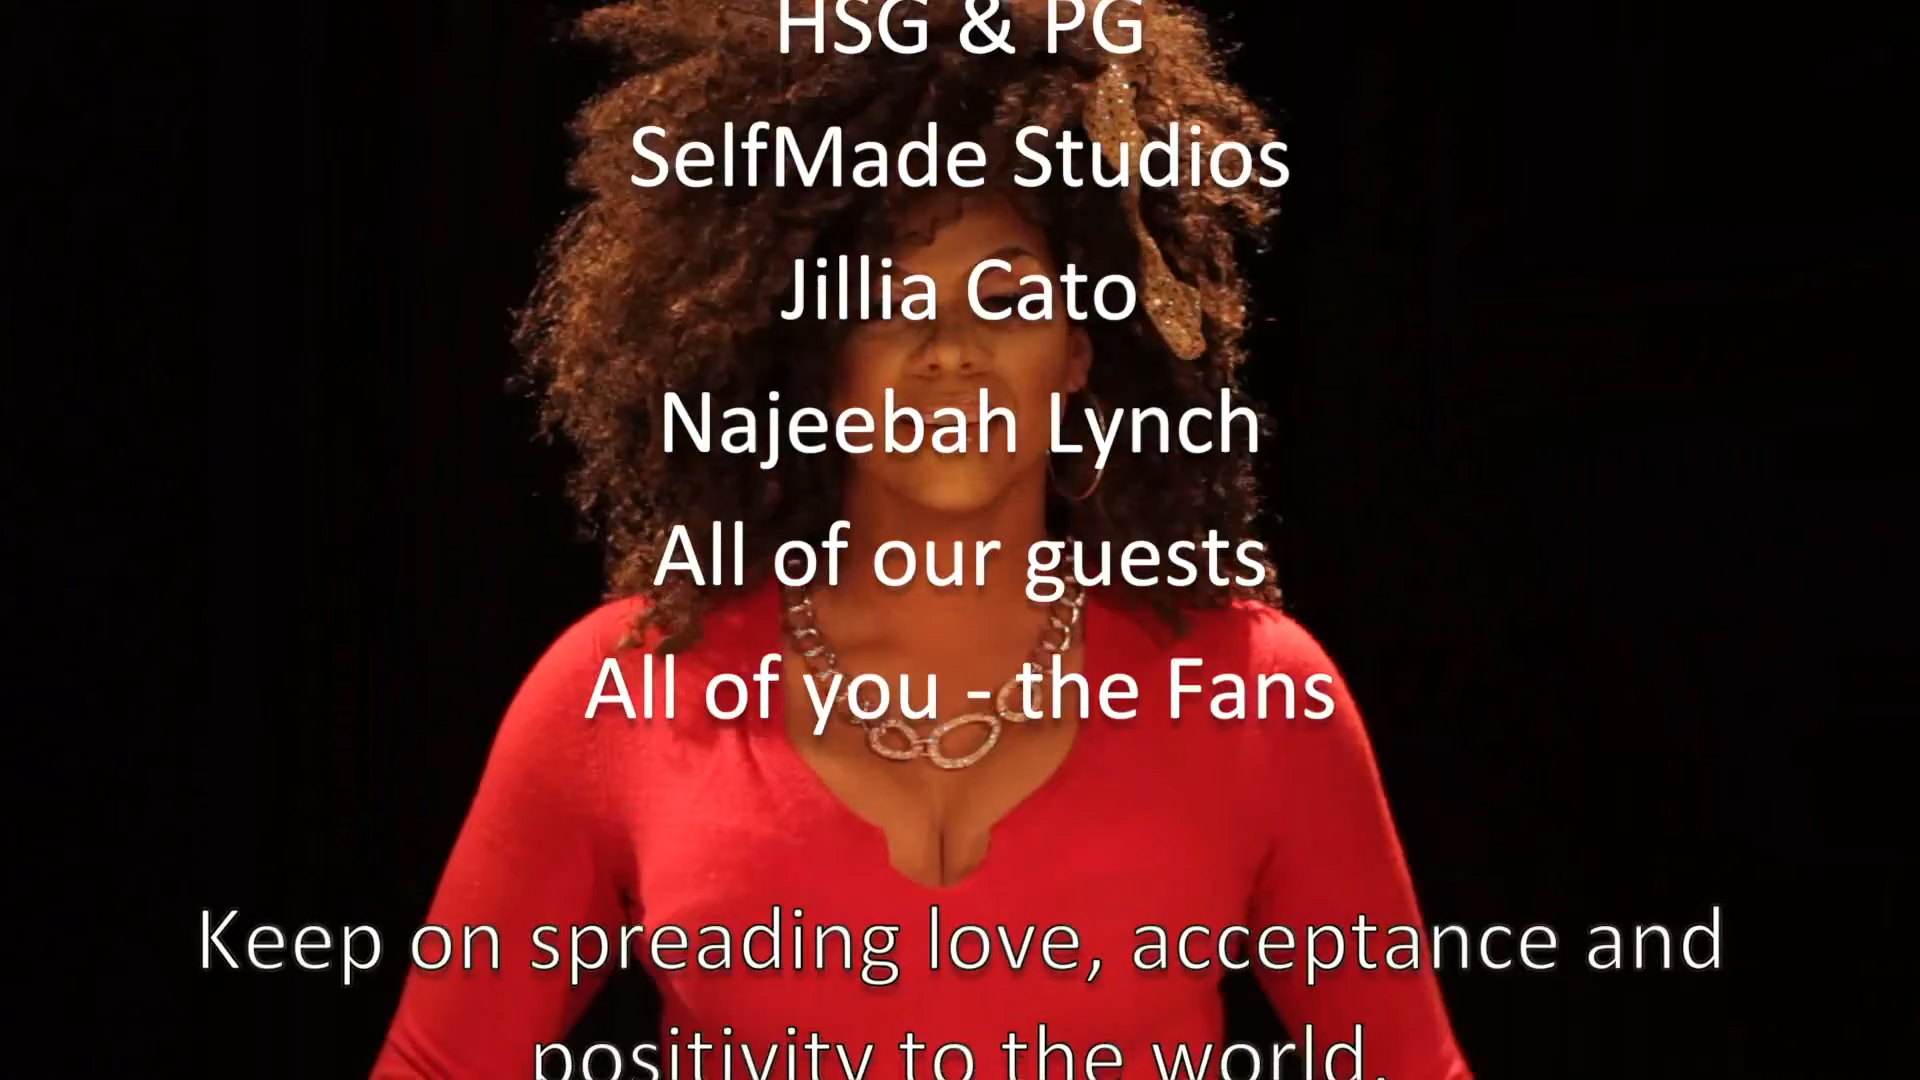 HSG & PG
SelfMade Studios
Jillia Cato
Najeebah Lynch
All of our guests
All of you - the Fans
Keep on spreading love, acceptance and
positivity to the world.